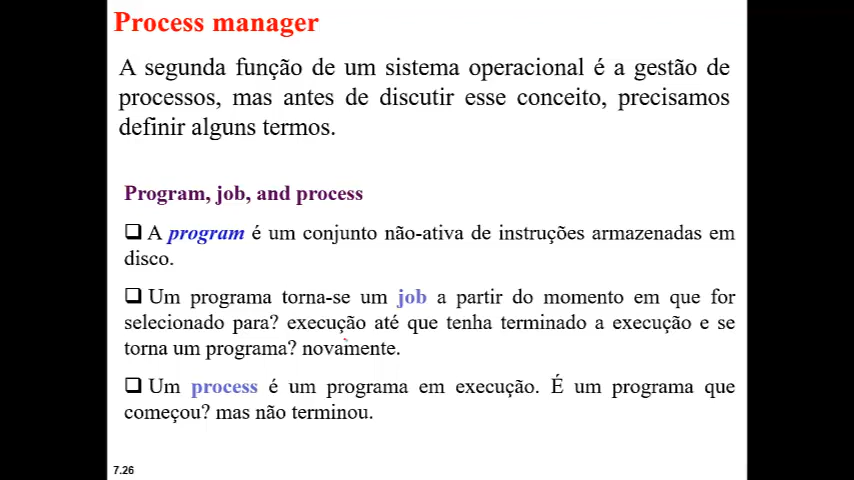 Process manager
A segunda função de um sistema operacional é a gestão de
processos, mas antes de discutir esse conceito, precisamos
definir alguns termos.
Program, job, and process
❑ A program é um conjunto não-ativa de instruções armazenadas em
disco.
❑ Um programa torna-se um job a partir do momento em que for
selecionado para? execução até que tenha terminado a execução e se
torna um programa? novamente.
❑ Um process é um programa em execução. É um programa que
começou? mas não terminou.
7.26